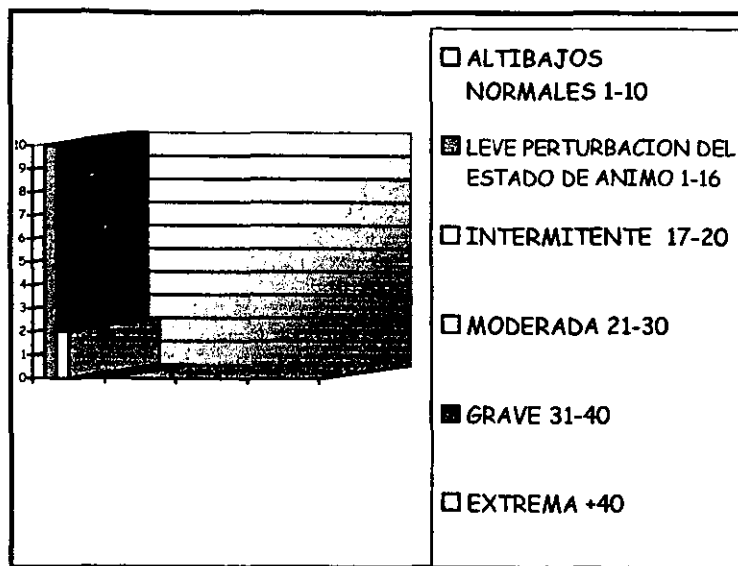 10
9
8
7
6
5
4
3
2
1
0
ALTIBAJOS
NORMALES 1-10
LEVE PERTURBACION DEL
ESTADO DE ANIMO 1-16
INTERMITENTE 17-20
MODERADA 21-30
GRAVE 31-40
EXTREMA +40